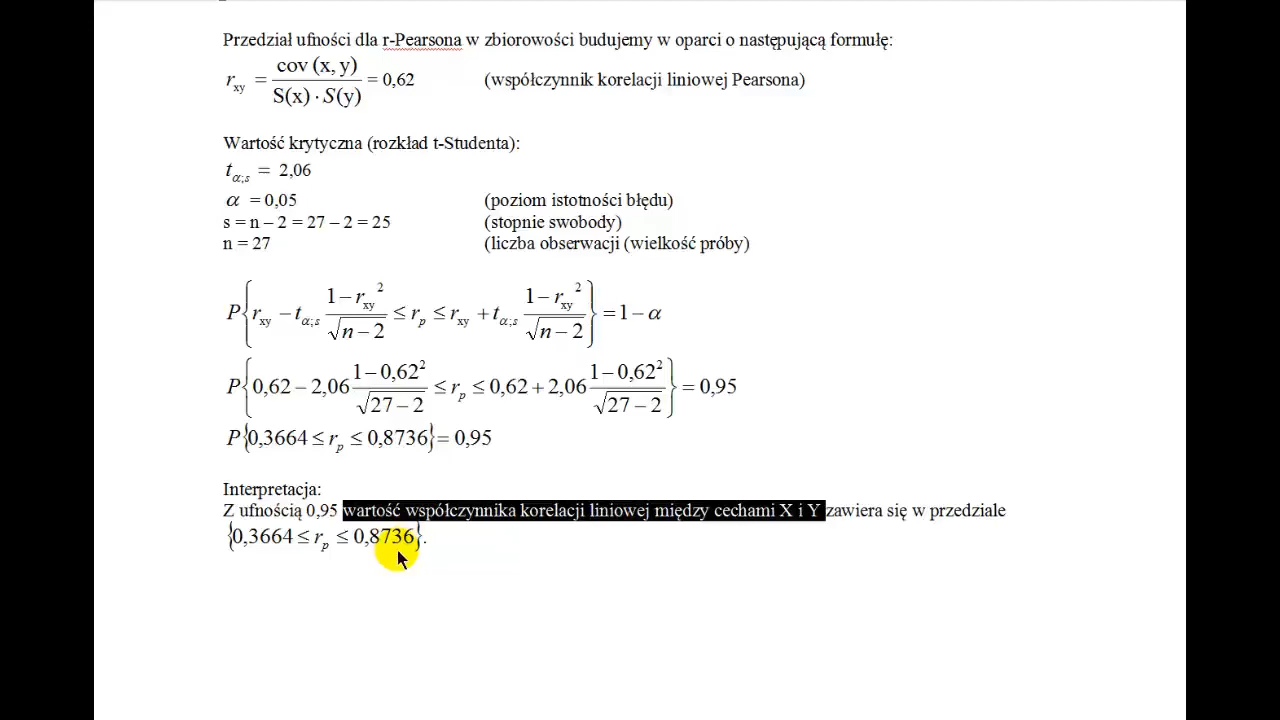 Przedział ufności dla r-Pearsona w zbiorowości budujemy w oparci o następującą formułę:
r_xy = cov (x, y) / S(x) · S(y) = 0,62 (współczynnik korelacji liniowej Pearsona)
Wartość krytyczna (rozkład t-Studenta):
t_α;s = 2,06
α = 0,05 (poziom istotności błędu)
s = n – 2 = 27 – 2 = 25 (stopnie swobody)
n = 27 (liczba obserwacji (wielkość próby)
P{r_xy − t_α;s (1 − r_xy²) / √(n − 2) ≤ r_p ≤ r_xy + t_α;s (1 − r_xy²) / √(n − 2)} = 1 − α
P{0,62 − 2,06 (1 − 0,62²) / √(27 − 2) ≤ r_p ≤ 0,62 + 2,06 (1 − 0,62²) / √(27 − 2)} = 0,95
P{0,3664 ≤ r_p ≤ 0,8736} = 0,95
Interpretacja:
Z ufnością 0,95 wartość współczynnika korelacji liniowej między cechami X i Y zawiera się w przedziale
{0,3664 ≤ r_p ≤ 0,8736}.